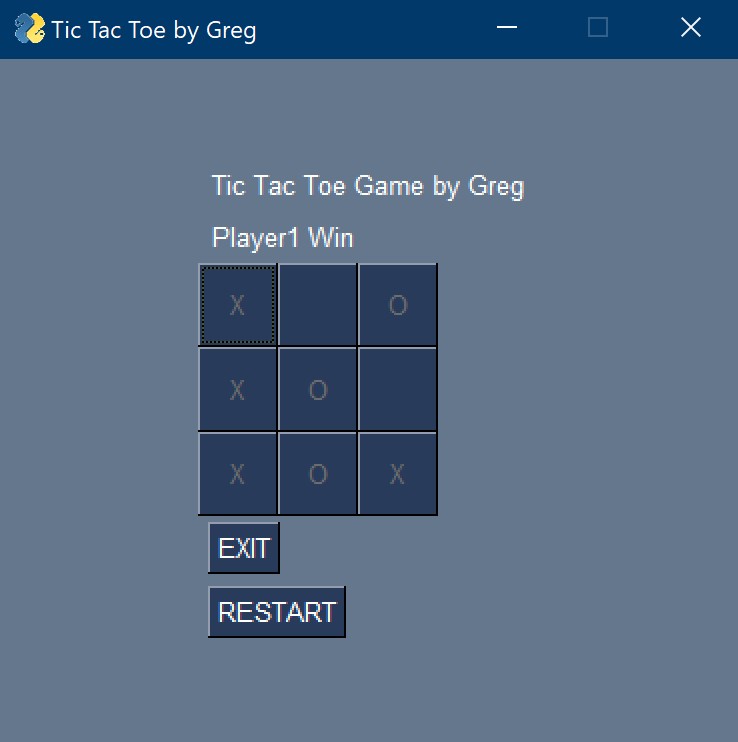 Tic Tac Toe by Greg
Tic Tac Toe Game by Greg
Player1 Win
X O
X O
X O X
EXIT
RESTART